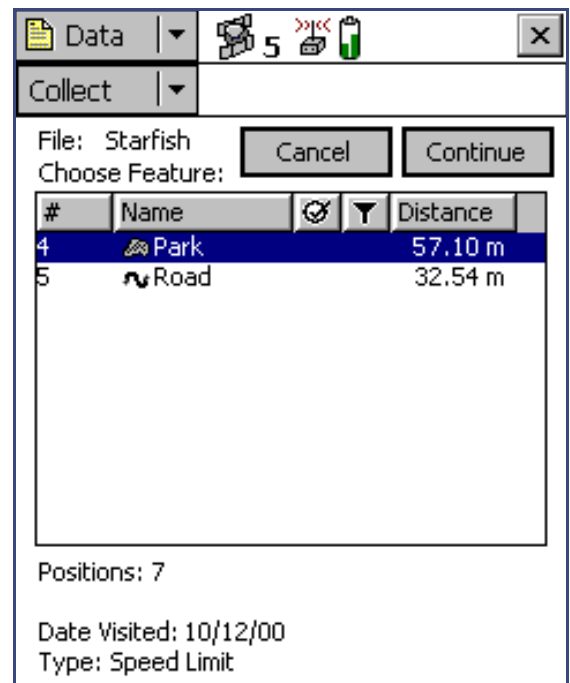 Data 5
Collect
File: Starfish Cancel Continue
Choose Feature:
# Name Distance
4 Park 57.10 m
5 Road 32.54 m
Positions: 7
Date Visited: 10/12/00
Type: Speed Limit